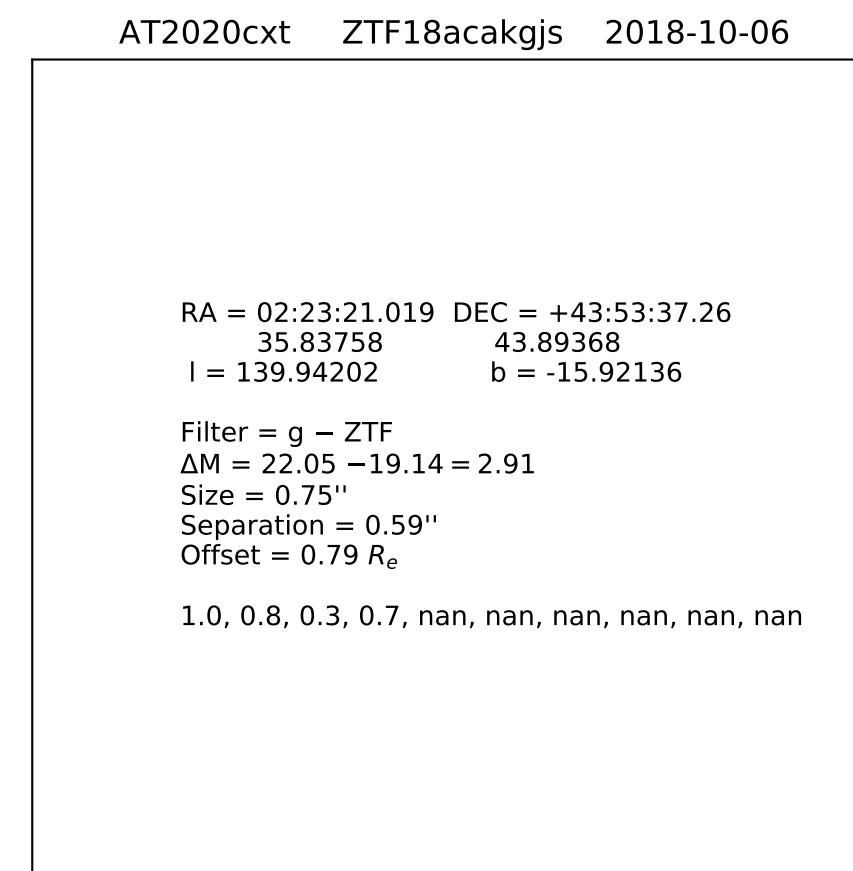 AT2020cxt ZTF18acakgjs 2018-10-06
RA = 02:23:21.019 DEC = +43:53:37.26
35.83758 43.89368
l = 139.94202 b = -15.92136
Filter = g − ZTF
ΔM = 22.05 −19.14 = 2.91
Size = 0.75''
Separation = 0.59''
Offset = 0.79 Rₑ
1.0, 0.8, 0.3, 0.7, nan, nan, nan, nan, nan, nan